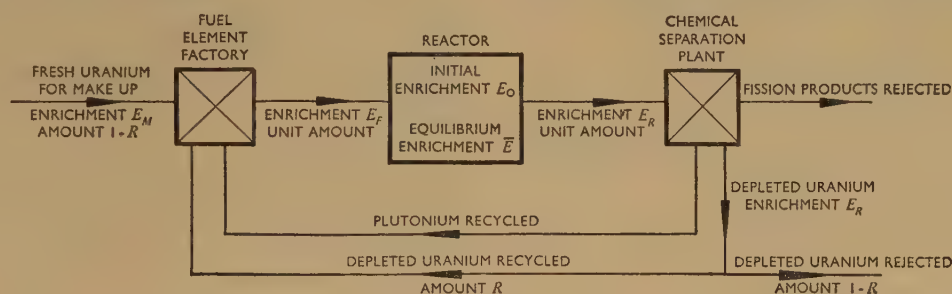 FUEL
ELEMENT
FACTORY
REACTOR
CHEMICAL
SEPARATION
PLANT
FRESH URANIUM
FOR MAKE UP
ENRICHMENT E_M
AMOUNT 1-R
ENRICHMENT E_F
UNIT AMOUNT
INITIAL
ENRICHMENT E_O
EQUILIBRIUM
ENRICHMENT E̅
ENRICHMENT E_R
UNIT AMOUNT
FISSION PRODUCTS REJECTED
DEPLETED URANIUM
ENRICHMENT E_R
PLUTONIUM RECYCLED
DEPLETED URANIUM RECYCLED
AMOUNT R
DEPLETED URANIUM REJECTED
AMOUNT 1-R